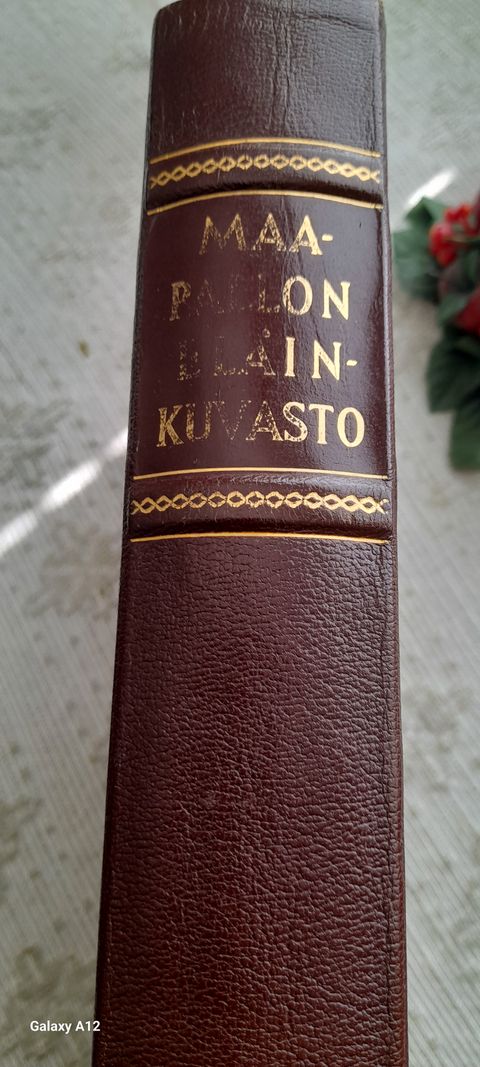 MAA-
PALLON
ELÄIN-
KUVASTO
Galaxy A12